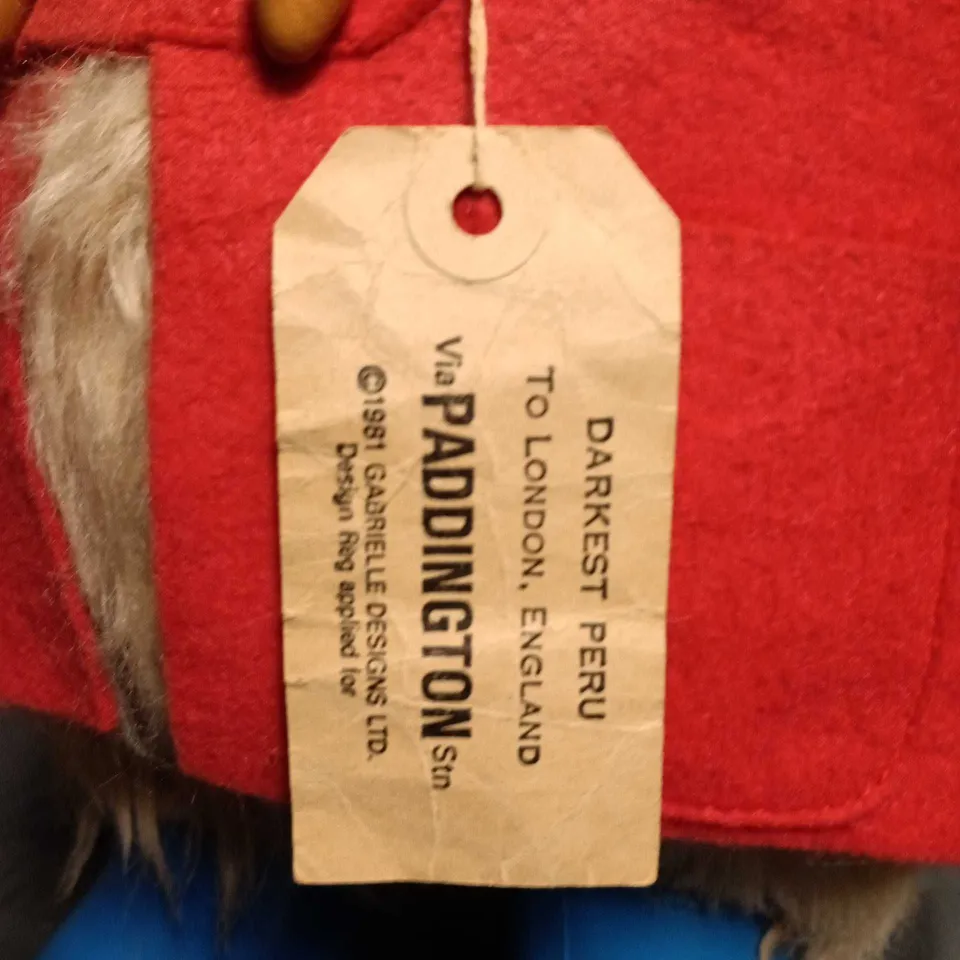 DARKEST PERU
TO LONDON, ENGLAND
Via PADDINGTON Stn
©1981 GABRIELLE DESIGNS LTD.
Design Reg applied for